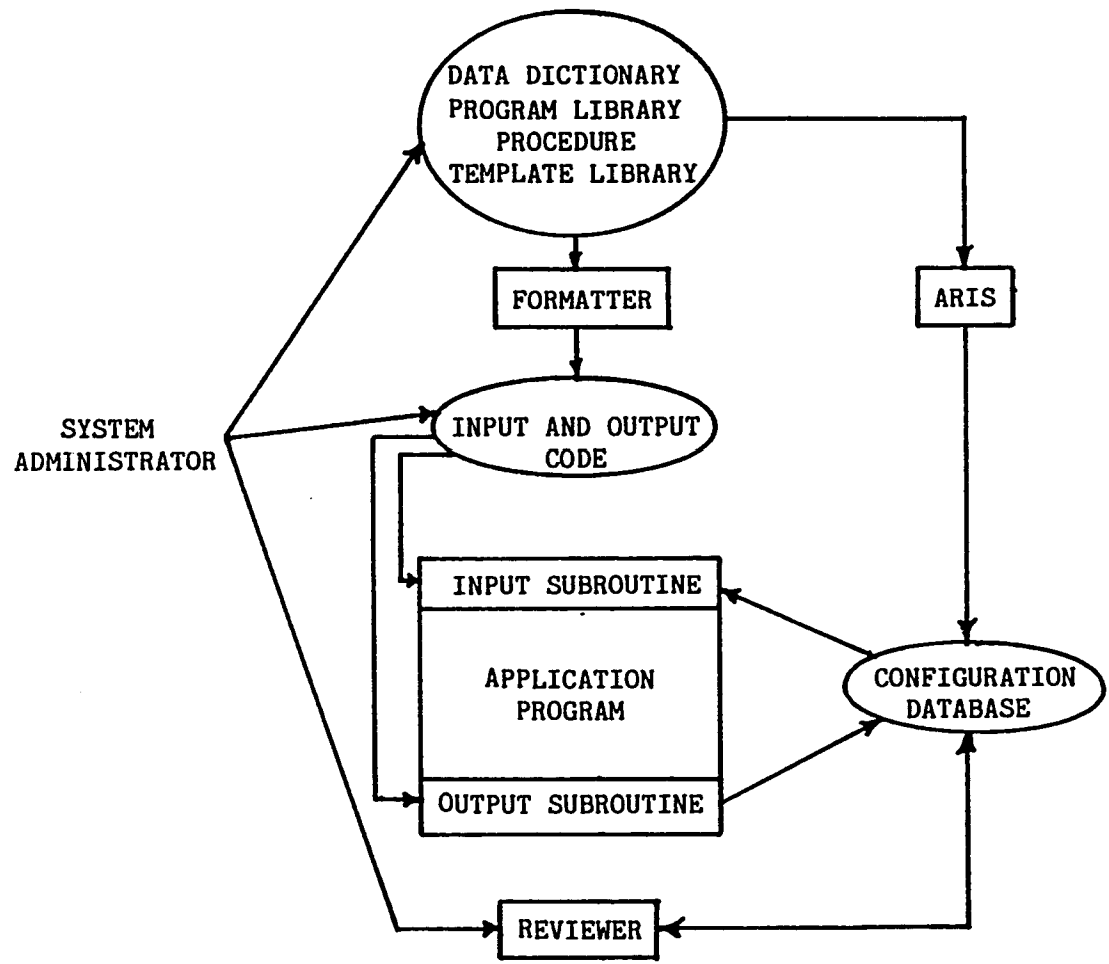 DATA DICTIONARY
PROGRAM LIBRARY
PROCEDURE
TEMPLATE LIBRARY
FORMATTER
ARIS
SYSTEM
ADMINISTRATOR
INPUT AND OUTPUT
CODE
INPUT SUBROUTINE
APPLICATION
PROGRAM
OUTPUT SUBROUTINE
CONFIGURATION
DATABASE
REVIEWER